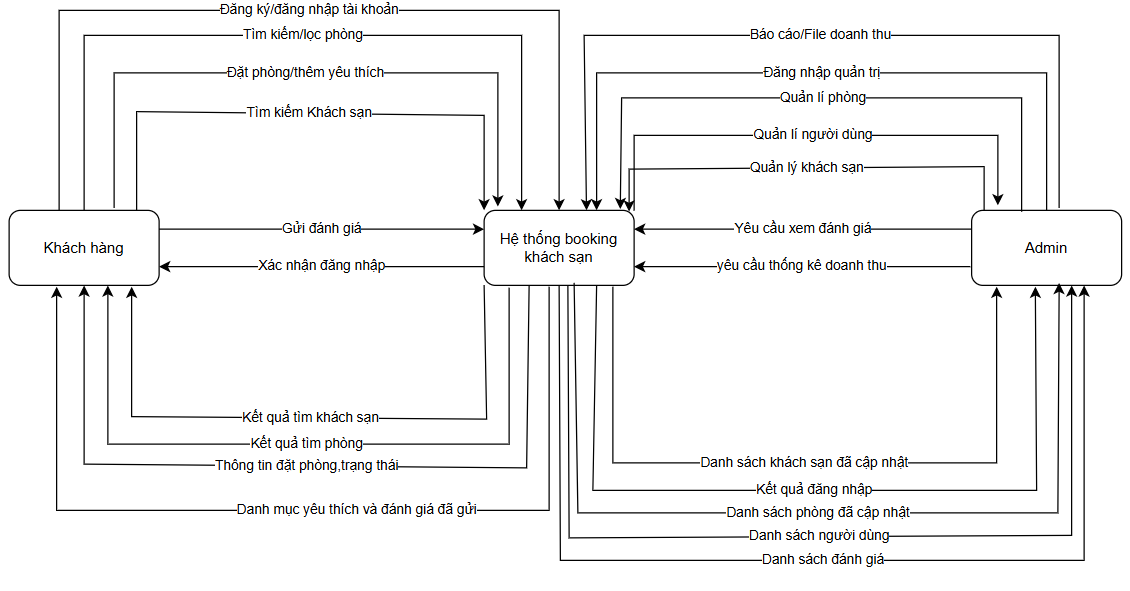 Đăng ký/đăng nhập tài khoản
Tìm kiếm/lọc phòng
Đặt phòng/thêm yêu thích
Tìm kiếm Khách sạn
Báo cáo/File doanh thu
Đăng nhập quản trị
Quản lí phòng
Quản lí người dùng
Quản lý khách sạn
Khách hàng
Gửi đánh giá
Xác nhận đăng nhập
Hệ thống booking
khách sạn
Yêu cầu xem đánh giá
yêu cầu thống kê doanh thu
Admin
Kết quả tìm khách sạn
Kết quả tìm phòng
Thông tin đặt phòng,trạng thái
Danh mục yêu thích và đánh giá đã gửi
Danh sách khách sạn đã cập nhật
Kết quả đăng nhập
Danh sách phòng đã cập nhật
Danh sách người dùng
Danh sách đánh giá